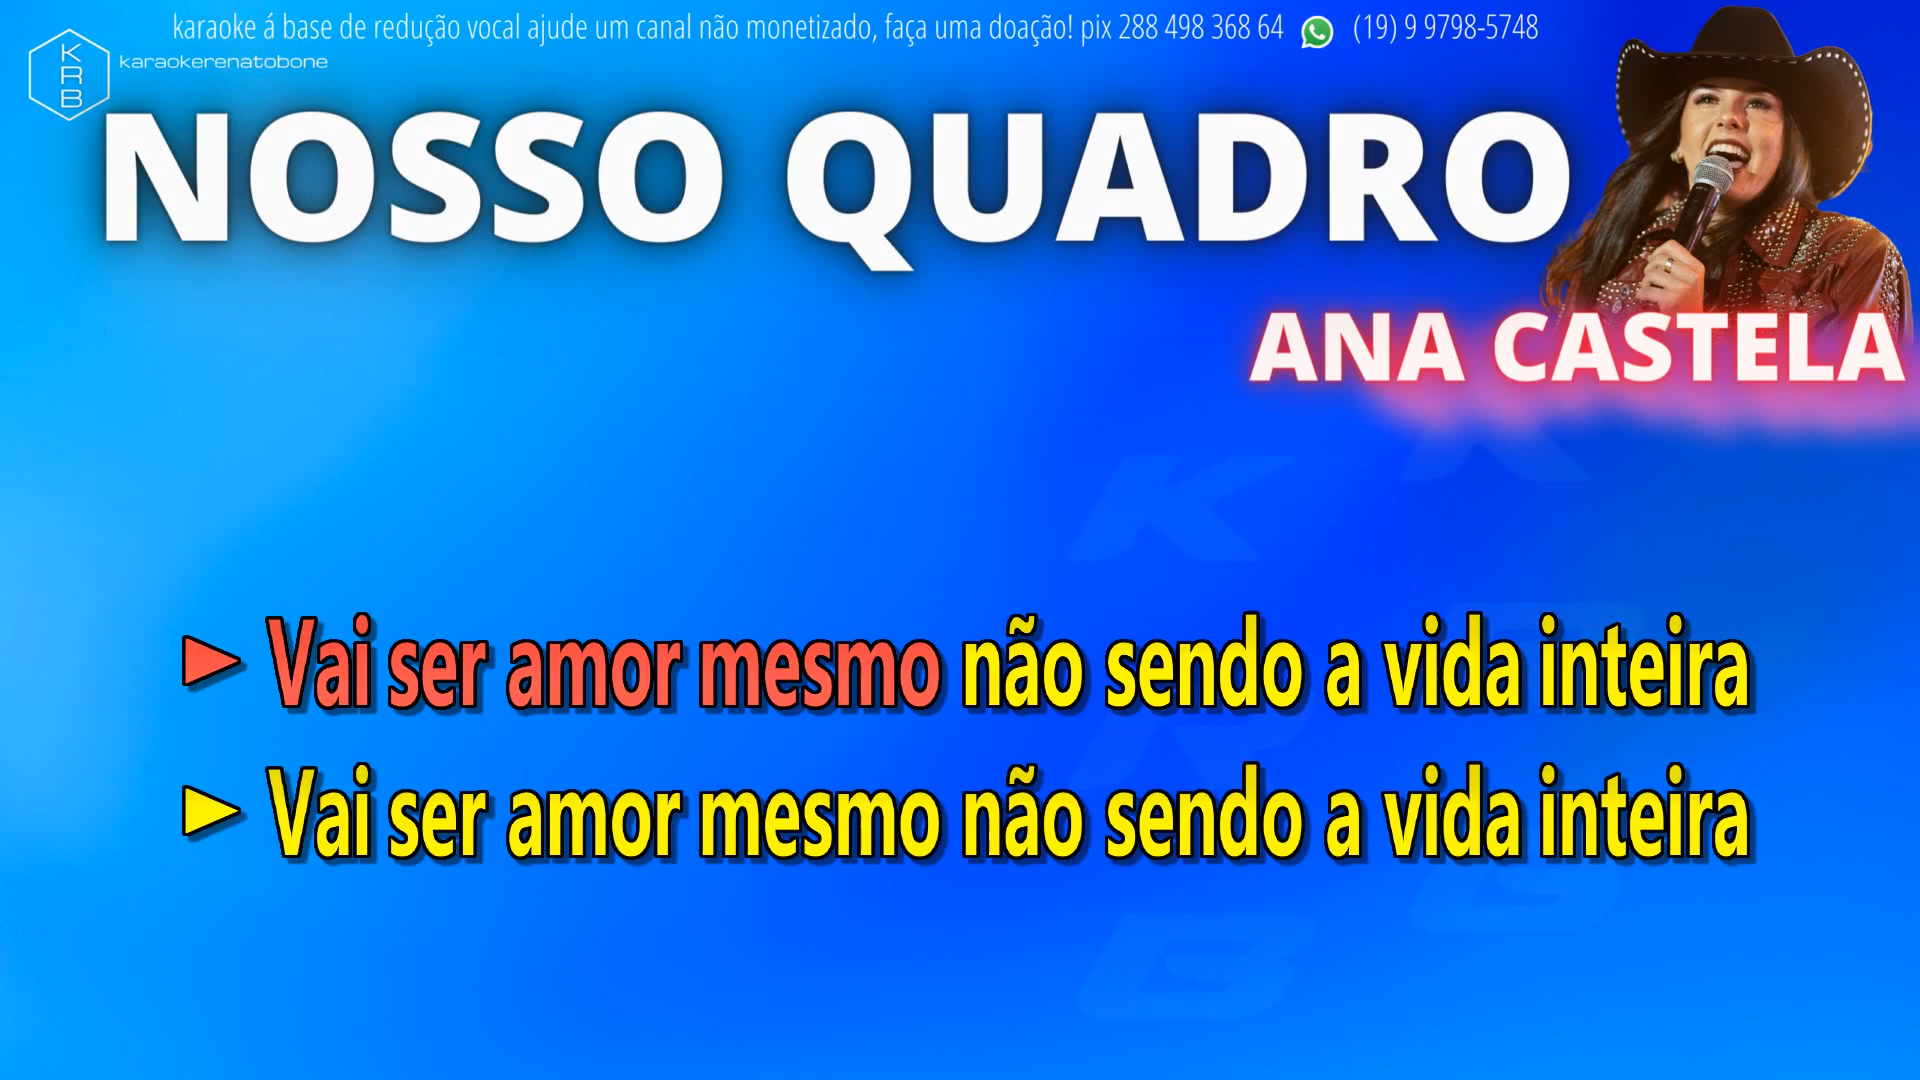 karaoke á base de redução vocal ajude um canal não monetizado, faça uma doação! pix 288 498 368 64 (19) 9 9798-5748
KRB
karaokerenatobone
NOSSO QUADRO
ANA CASTELA
K
K
► Vai ser amor mesmo não sendo a vida inteira
R
► Vai ser amor mesmo não sendo a vida inteira
B
B